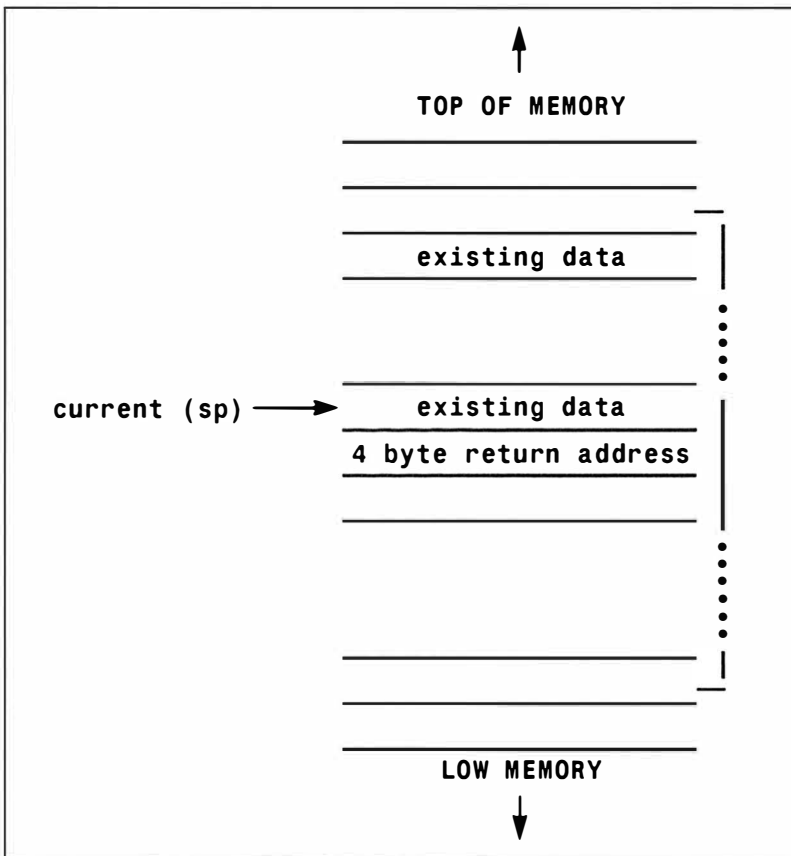 TOP OF MEMORY
existing data
current (sp)
existing data
4 byte return address
LOW MEMORY